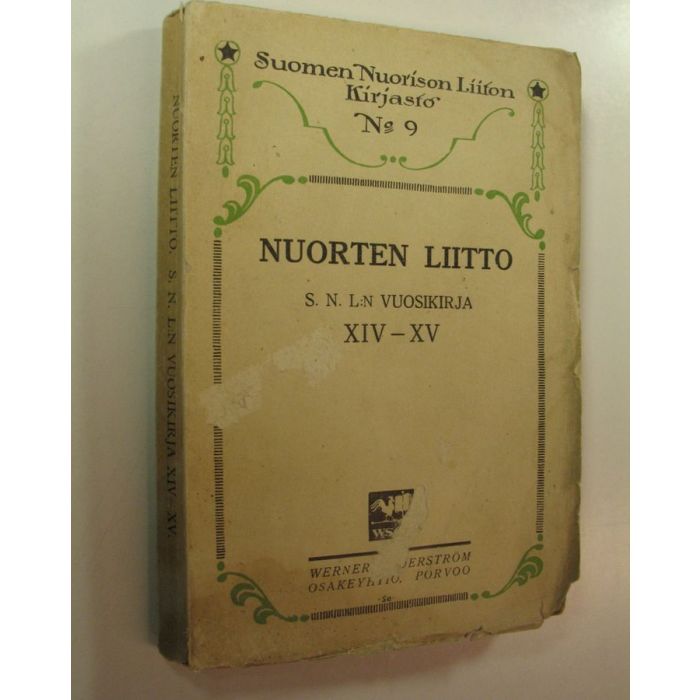 Suomen Nuorison Liiton
Kirjasto
No 9
NUORTEN LIITTO
S. N. L:N VUOSIKIRJA
XIV – XV
WERNER
OSAKEYHTIÖ, PORVOO
NUORTEN LIITTO. S. N. L:N VUOSIKIRJA XIV–XV.